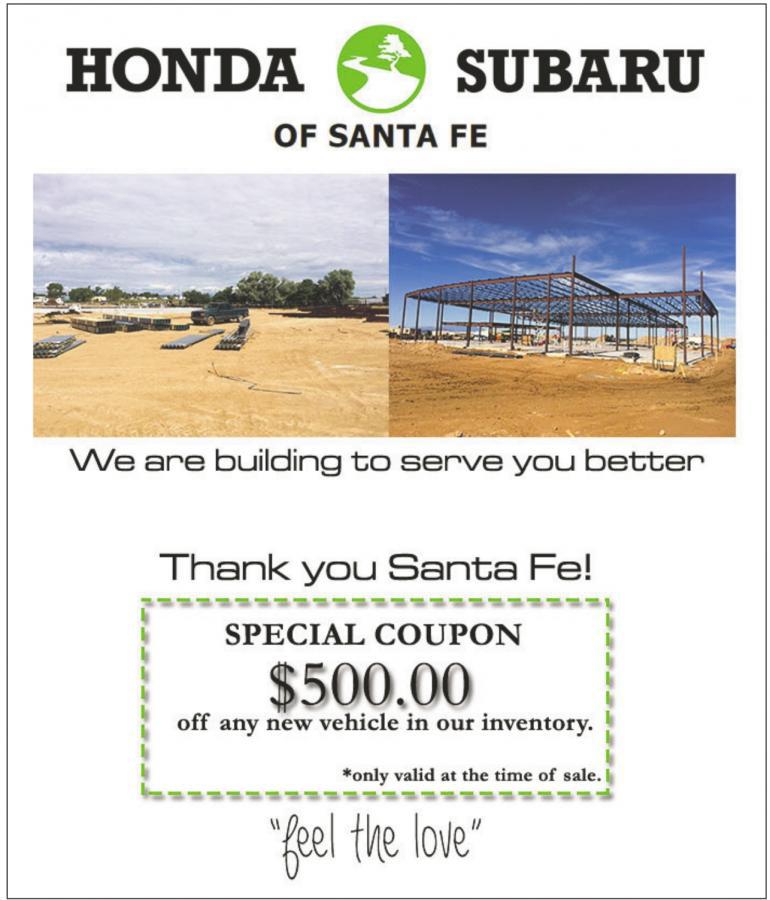 HONDA SUBARU
OF SANTA FE
We are building to serve you better
Thank you Santa Fe!
SPECIAL COUPON
$500.00
off any new vehicle in our inventory.
*only valid at the time of sale.
"feel the love"